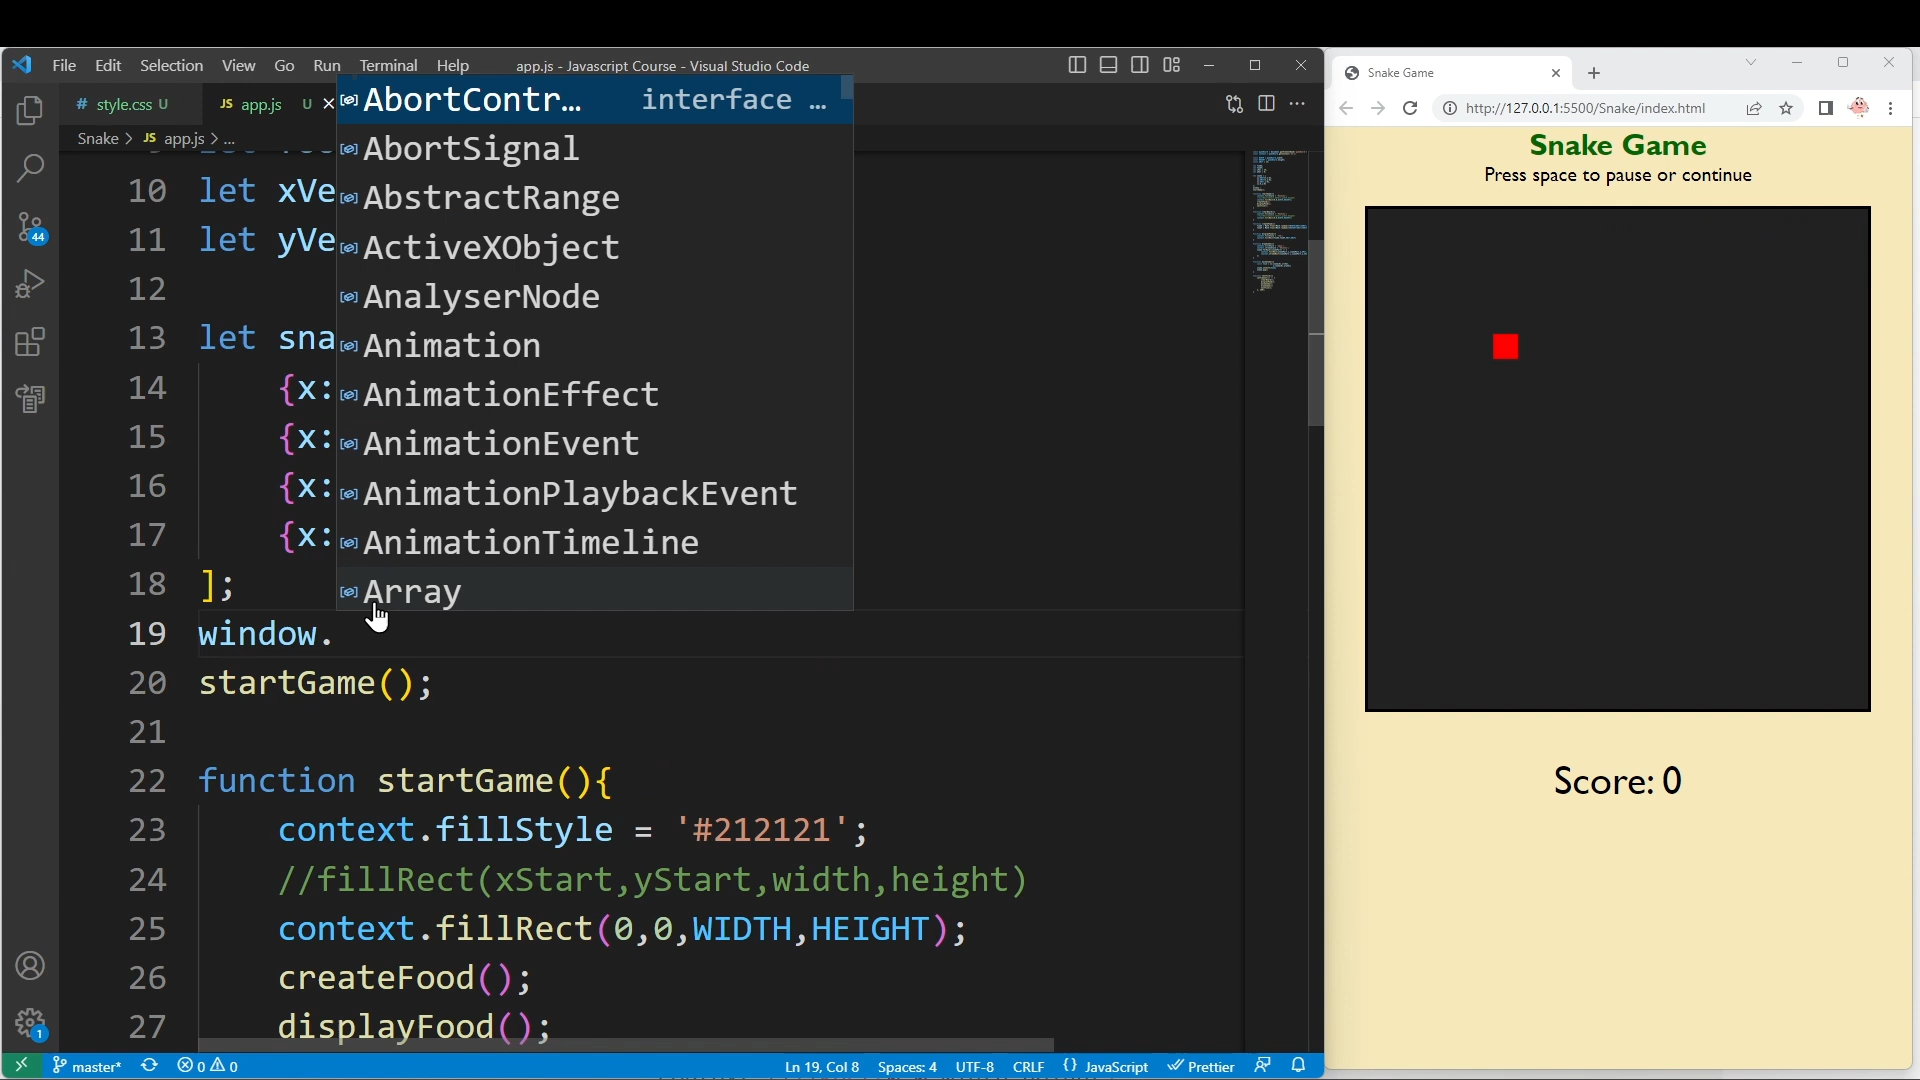 File Edit Selection View Go Run Terminal Help app.js - Javascript Course - Visual Studio Code
# style.css U JS app.js U
Snake > JS app.js > ...
AbortContr... interface ...
AbortSignal
AbstractRange
ActiveXObject
AnalyserNode
Animation
AnimationEffect
AnimationEvent
AnimationPlaybackEvent
AnimationTimeline
Array
10 let xVe
11 let yVe
12
13 let sna
14 {x:
15 {x:
16 {x:
17 {x:
18 ];
19 window.
20 startGame();
21
22 function startGame(){
23 context.fillStyle = '#212121';
24 //fillRect(xStart,yStart,width,height)
25 context.fillRect(0,0,WIDTH,HEIGHT);
26 createFood();
27 displayFood();
44
1
master* 0 0 Ln 19, Col 8 Spaces: 4 UTF-8 CRLF {} JavaScript Prettier
Snake Game
http://127.0.0.1:5500/Snake/index.html
Snake Game
Press space to pause or continue
Score: 0